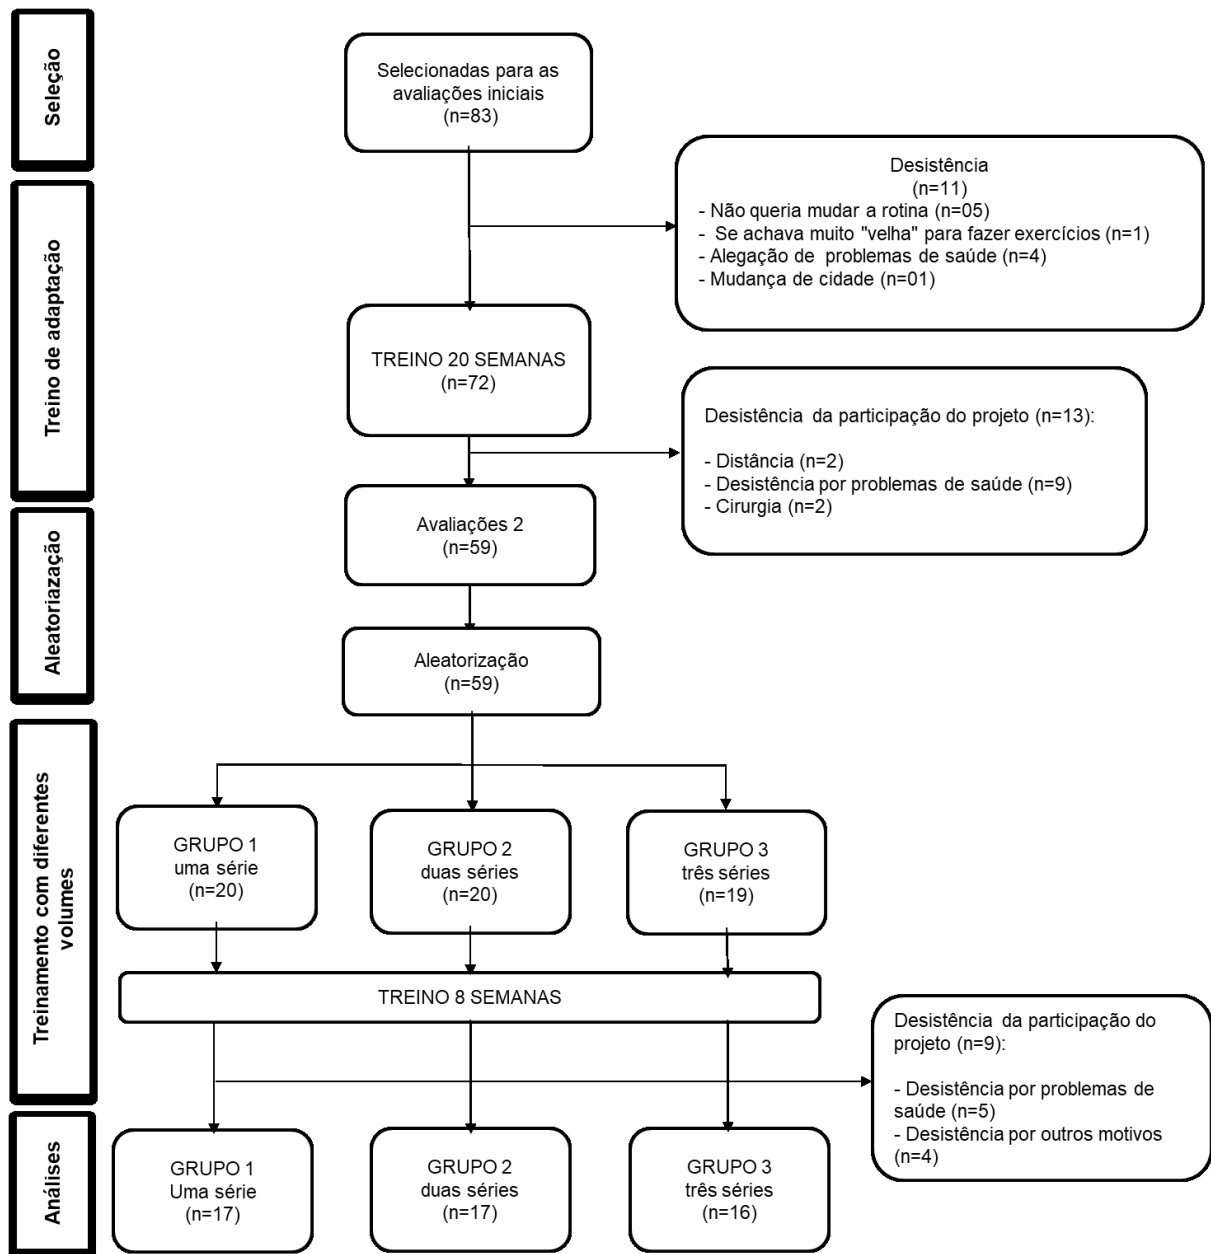 Seleção
Selecionadas para as
avaliações iniciais
(n=83)
Desistência
(n=11)
- Não queria mudar a rotina (n=05)
- Se achava muito "velha" para fazer exercícios (n=1)
- Alegação de problemas de saúde (n=4)
- Mudança de cidade (n=01)
Treino de adaptação
TREINO 20 SEMANAS
(n=72)
Desistência da participação do projeto (n=13):
- Distância (n=2)
- Desistência por problemas de saúde (n=9)
- Cirurgia (n=2)
Aleatoriazação
Avaliações 2
(n=59)
Aleatorização
(n=59)
Treinamento com diferentes
volumes
GRUPO 1
uma série
(n=20)
GRUPO 2
duas séries
(n=20)
GRUPO 3
três séries
(n=19)
TREINO 8 SEMANAS
Desistência da participação do
projeto (n=9):
- Desistência por problemas de
saúde (n=5)
- Desistência por outros motivos
(n=4)
Análises
GRUPO 1
Uma série
(n=17)
GRUPO 2
duas séries
(n=17)
GRUPO 3
três séries
(n=16)